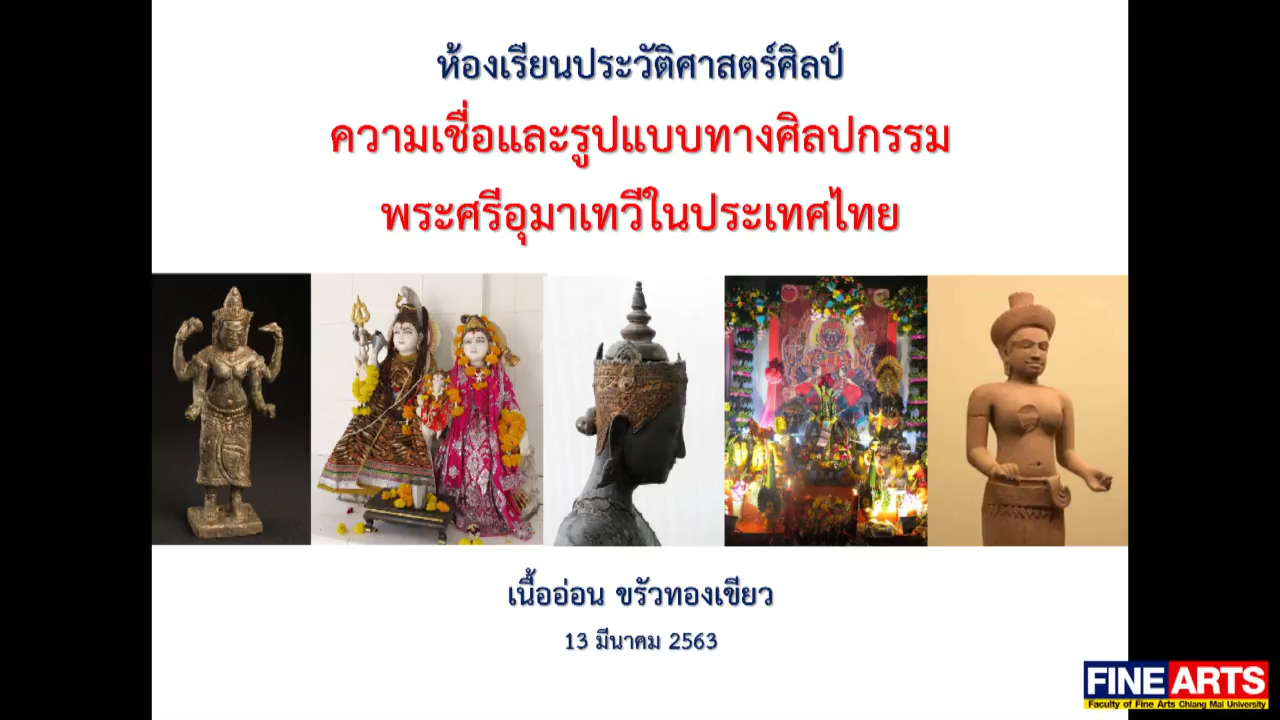 ห้องเรียนประวัติศาสตร์ศิลป์
ความเชื่อและรูปแบบทางศิลปกรรม
พระศรีอุมาเทวีในประเทศไทย
เนื้ออ่อน ขรัวทองเขียว
13 มีนาคม 2563
FINE ARTS
Faculty of Fine Arts Chiang Mai University